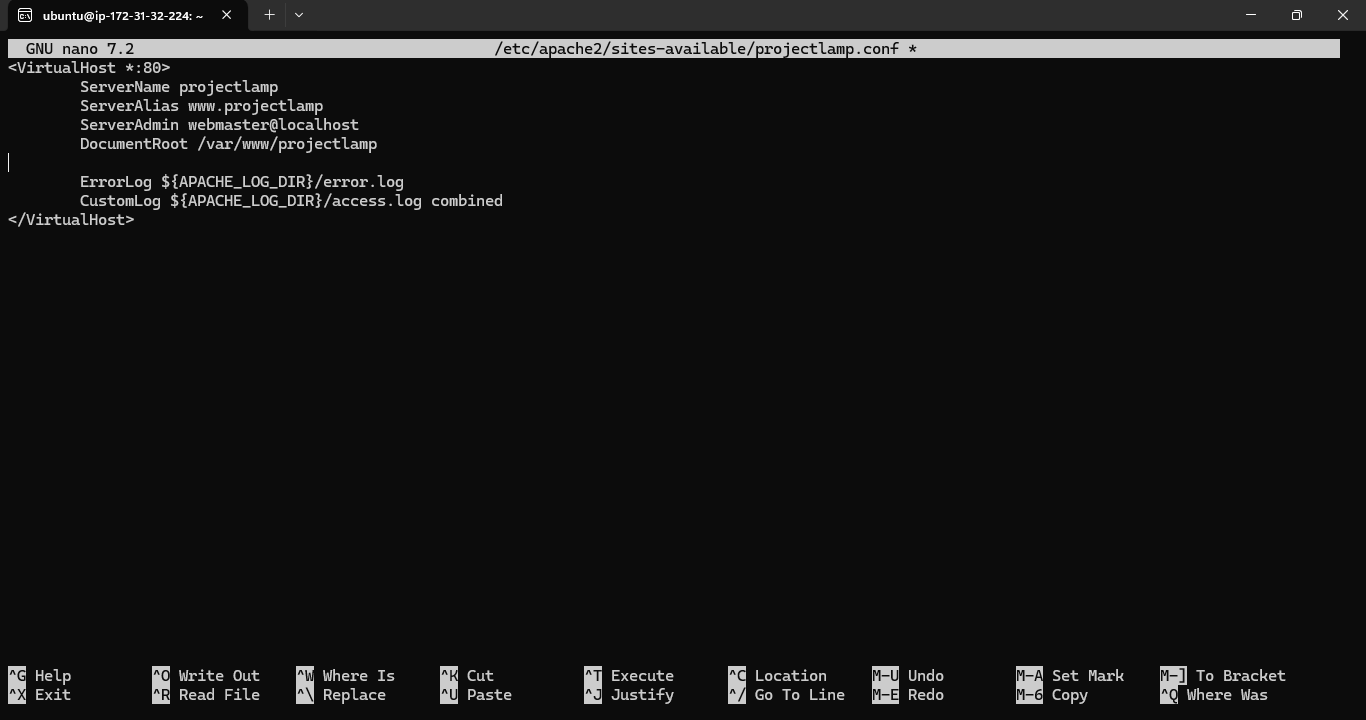 ubuntu@ip-172-31-32-224: ~
GNU nano 7.2 /etc/apache2/sites-available/projectlamp.conf *
<VirtualHost *:80>
ServerName projectlamp
ServerAlias www.projectlamp
ServerAdmin webmaster@localhost
DocumentRoot /var/www/projectlamp
ErrorLog ${APACHE_LOG_DIR}/error.log
CustomLog ${APACHE_LOG_DIR}/access.log combined
</VirtualHost>
^G Help ^O Write Out ^W Where Is ^K Cut ^T Execute ^C Location M-U Undo M-A Set Mark M-] To Bracket
^X Exit ^R Read File ^\ Replace ^U Paste ^J Justify ^/ Go To Line M-E Redo M-6 Copy ^Q Where Was